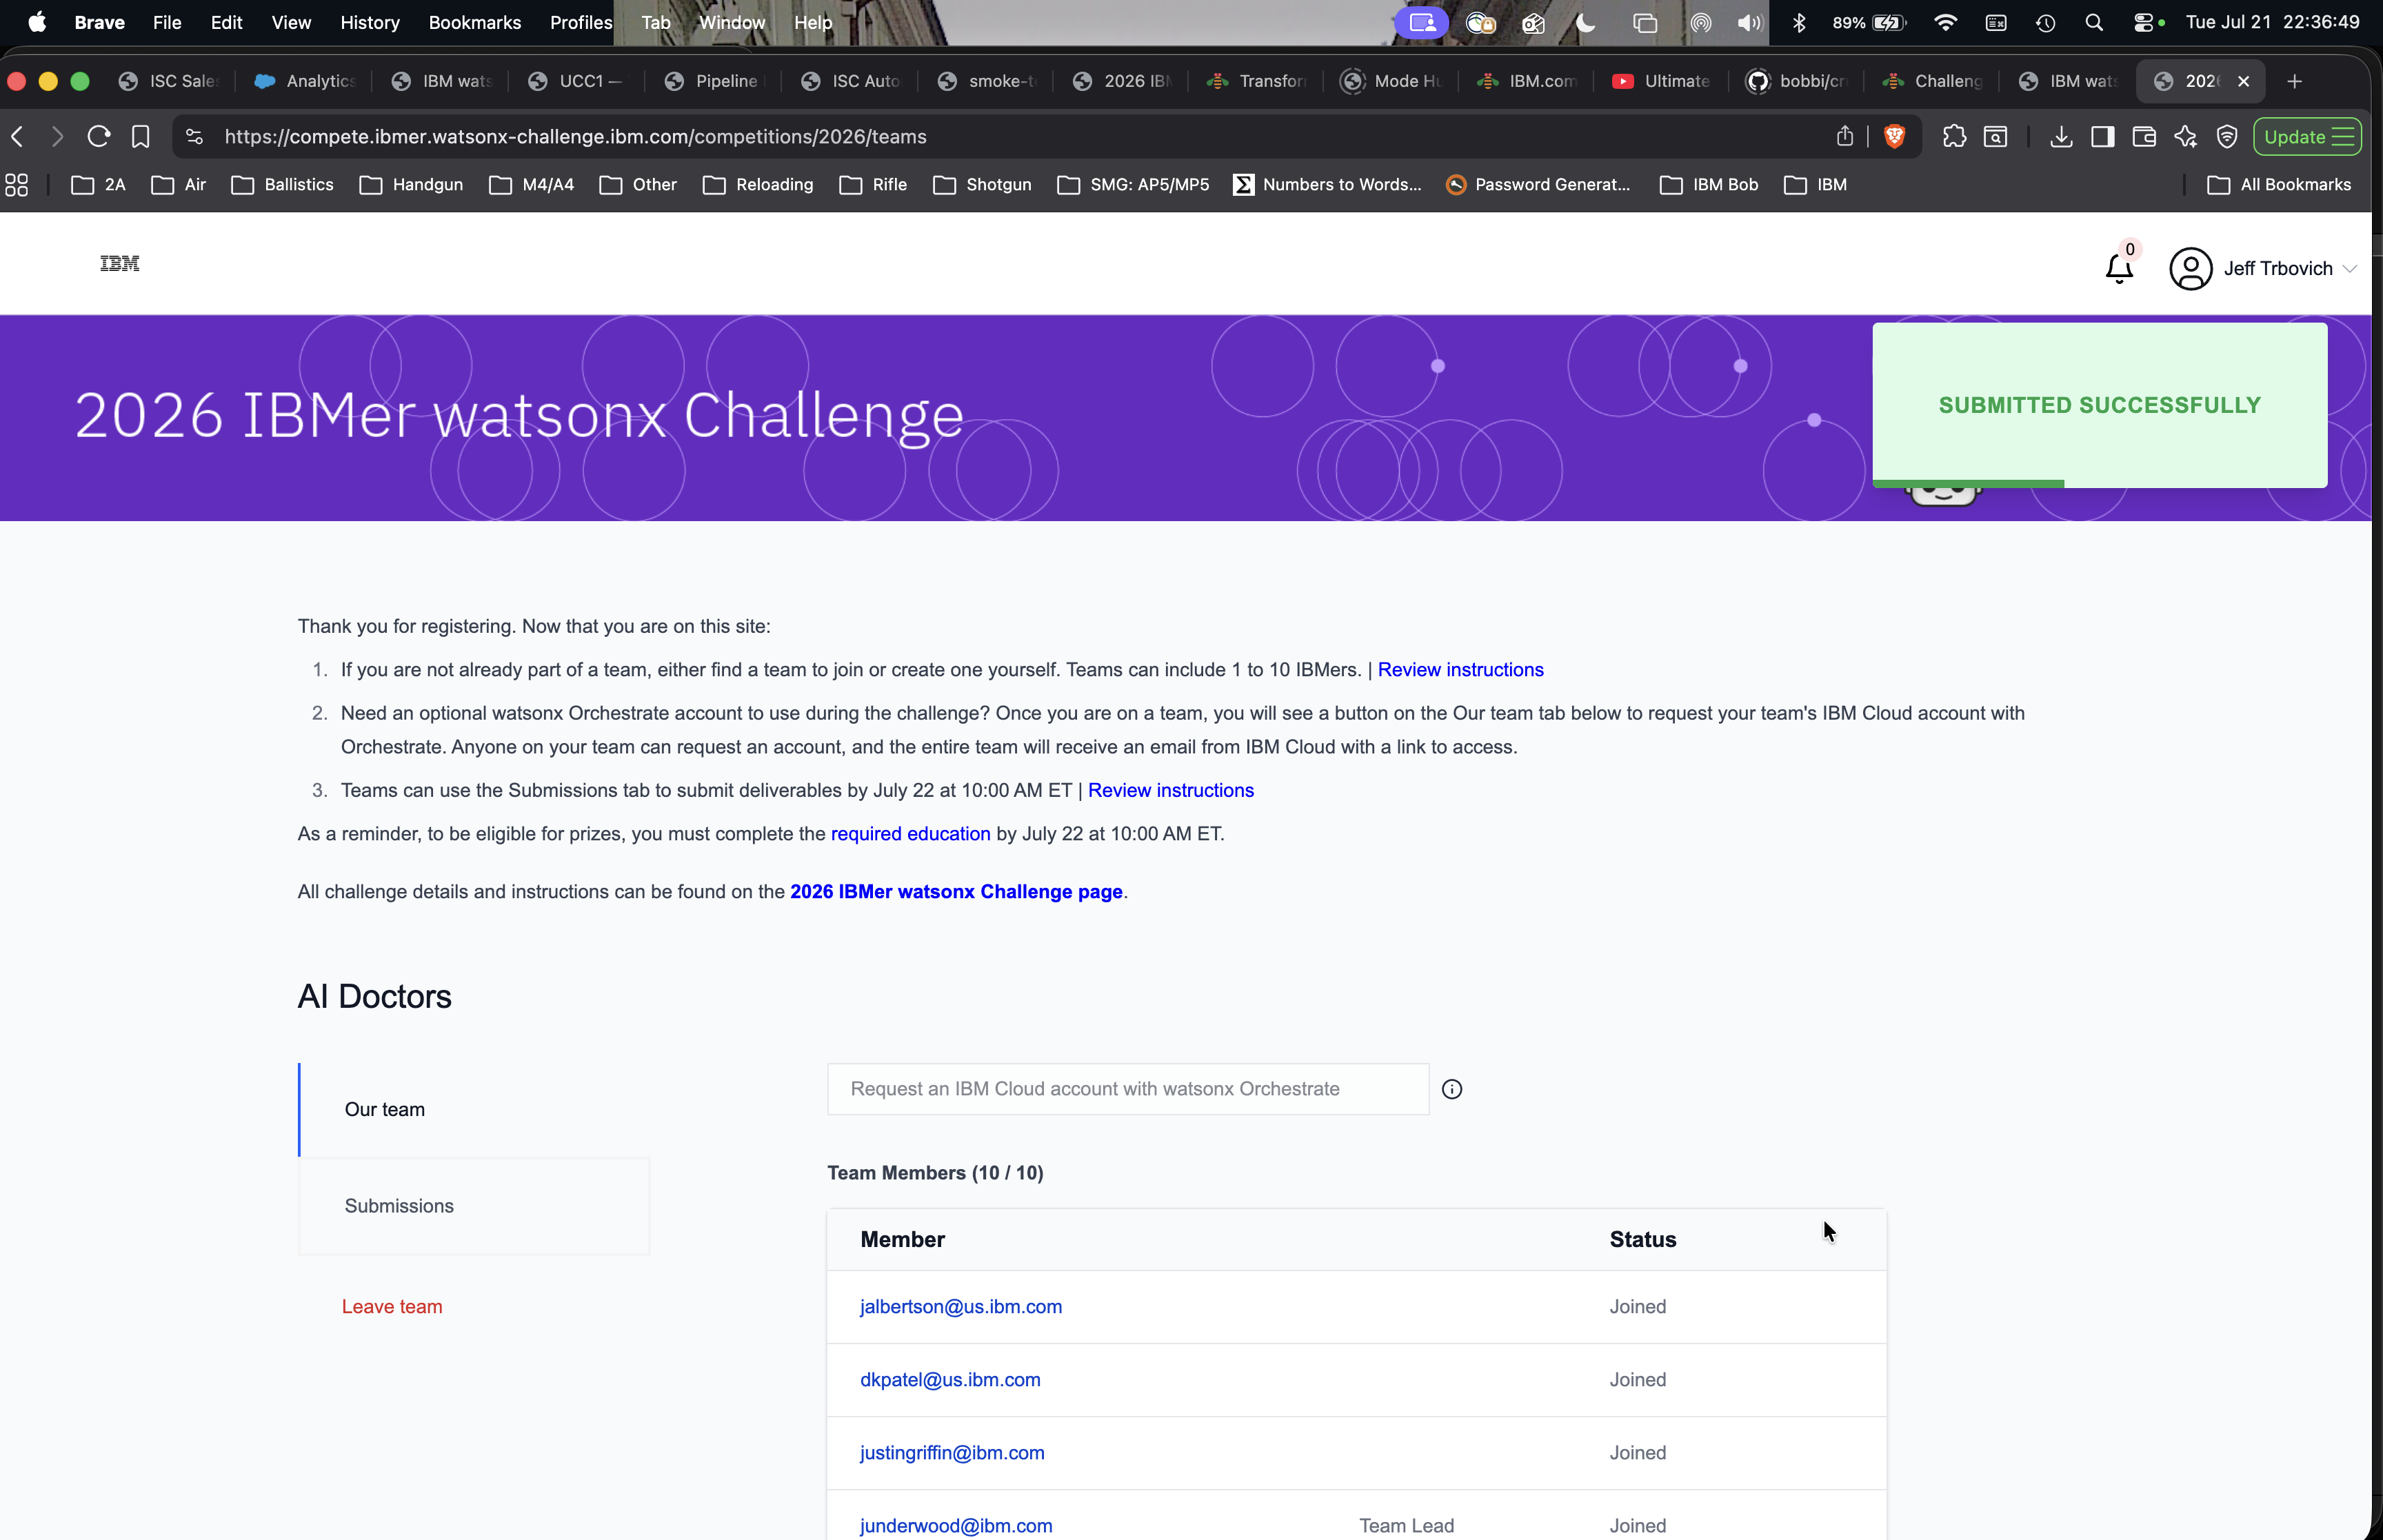 Brave File Edit View History Bookmarks Profiles Tab Window Help 89% Tue Jul 21 22:36:49
ISC Sale Analytics IBM wats UCC1 — Pipeline ISC Auto smoke-t 2026 IBM Transfor Mode Hu IBM.com Ultimate bobbi/cr Challeng IBM wats 202
https://compete.ibmer.watsonx-challenge.ibm.com/competitions/2026/teams Update
2A Air Ballistics Handgun M4/A4 Other Reloading Rifle Shotgun SMG: AP5/MP5 Numbers to Words... Password Generat... IBM Bob IBM All Bookmarks
IBM 0 Jeff Trbovich
2026 IBMer watsonx Challenge
SUBMITTED SUCCESSFULLY
Thank you for registering. Now that you are on this site:
1. If you are not already part of a team, either find a team to join or create one yourself. Teams can include 1 to 10 IBMers. | Review instructions
2. Need an optional watsonx Orchestrate account to use during the challenge? Once you are on a team, you will see a button on the Our team tab below to request your team's IBM Cloud account with
Orchestrate. Anyone on your team can request an account, and the entire team will receive an email from IBM Cloud with a link to access.
3. Teams can use the Submissions tab to submit deliverables by July 22 at 10:00 AM ET | Review instructions
As a reminder, to be eligible for prizes, you must complete the required education by July 22 at 10:00 AM ET.
All challenge details and instructions can be found on the 2026 IBMer watsonx Challenge page.
AI Doctors
Our team
Submissions
Leave team
Request an IBM Cloud account with watsonx Orchestrate
Team Members (10 / 10)
Member Status
jalbertson@us.ibm.com Joined
dkpatel@us.ibm.com Joined
justingriffin@ibm.com Joined
junderwood@ibm.com Team Lead Joined